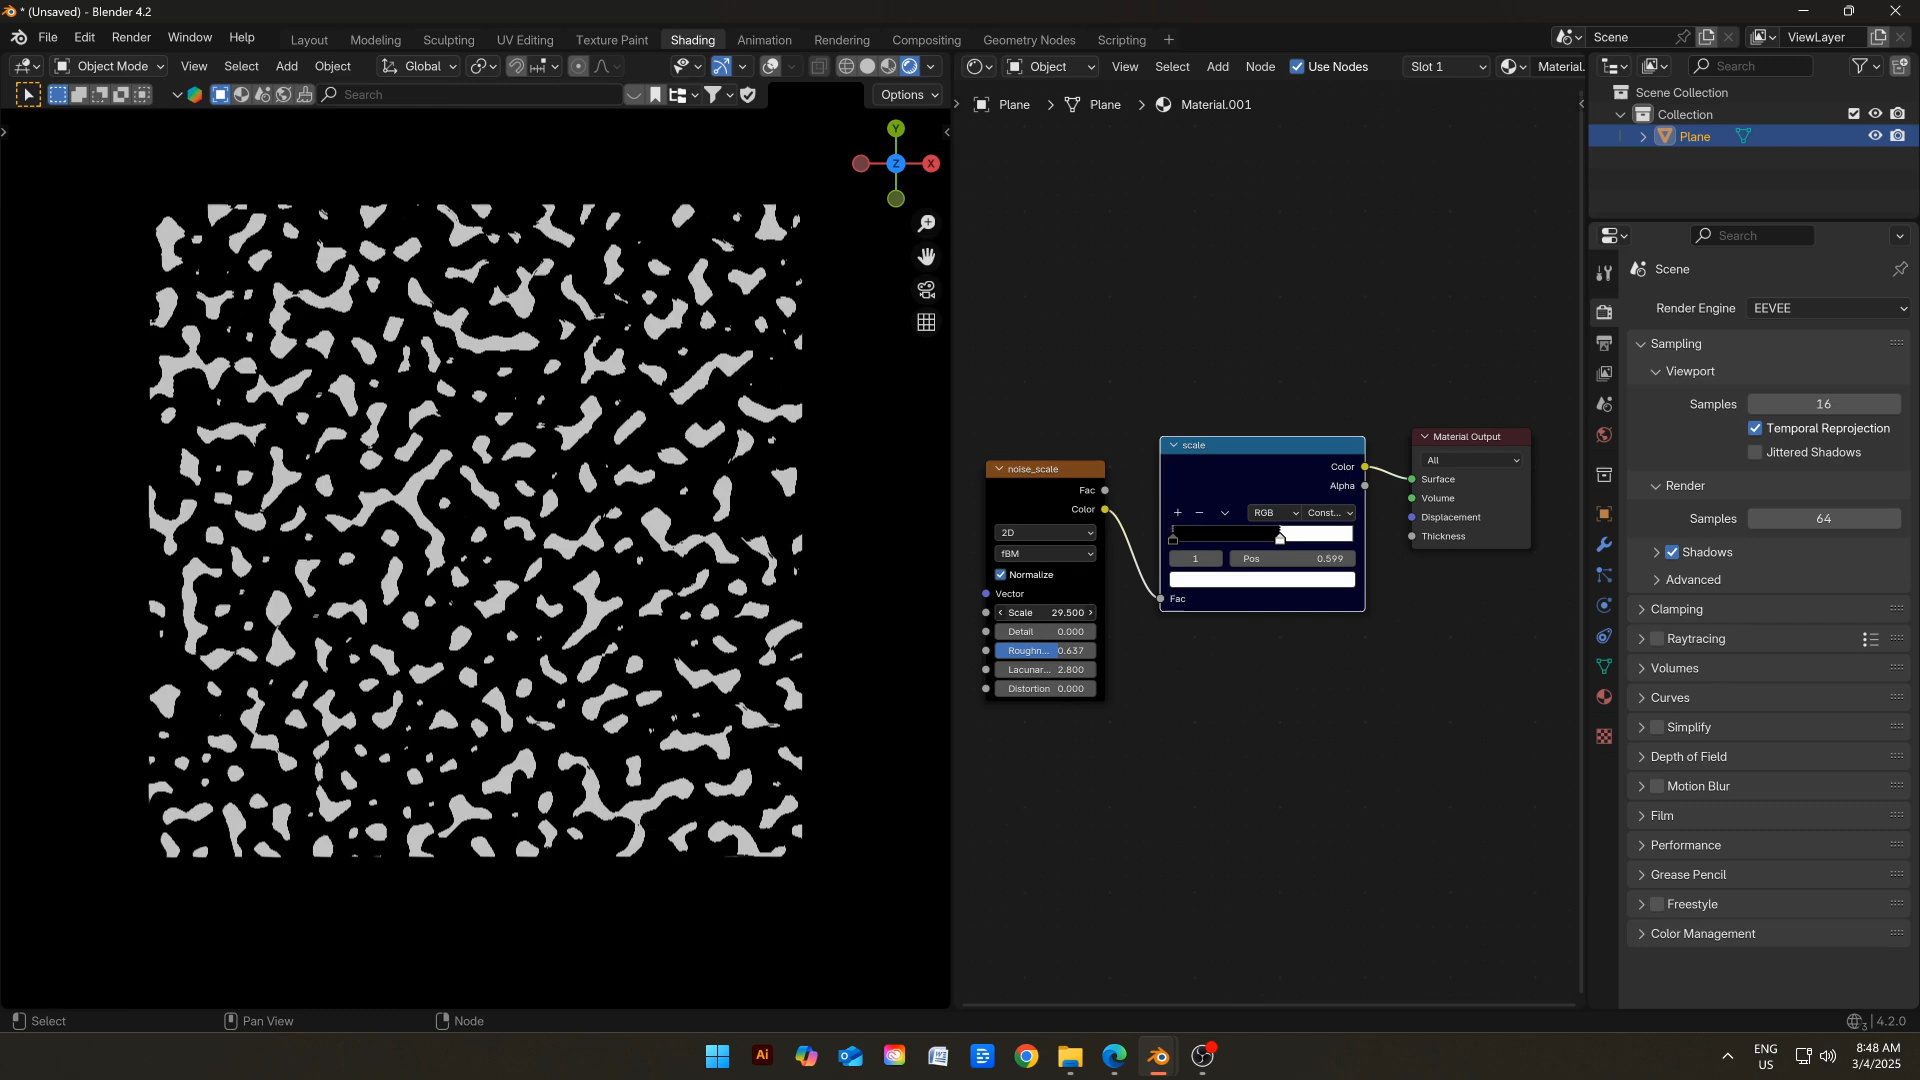 * (Unsaved) - Blender 4.2
File Edit Render Window Help
Layout Modeling Sculpting UV Editing Texture Paint Shading Animation Rendering Compositing Geometry Nodes Scripting +
Scene
ViewLayer
Object Mode View Select Add Object Global
Object View Select Add Node Use Nodes Slot 1 Material.
Search
Search
Options
Plane > Plane > Material.001
Scene Collection
Collection
Plane
Y
Z X
Search
Scene
Render Engine EEVEE
Sampling
Viewport
Samples 16
Temporal Reprojection
Jittered Shadows
Render
Samples 64
Shadows
Advanced
Clamping
Raytracing
Volumes
Curves
Simplify
Depth of Field
Motion Blur
Film
Performance
Grease Pencil
Freestyle
Color Management
noise_scale
Fac
Color
2D
fBM
Normalize
Vector
Scale 29.500
Detail 0.000
Roughn... 0.637
Lacunar... 2.800
Distortion 0.000
scale
Color
Alpha
RGB Const...
1 Pos 0.599
Fac
Material Output
All
Surface
Volume
Displacement
Thickness
Select Pan View Node
3 | 4.2.0
Ai
ENG
US
8:48 AM
3/4/2025